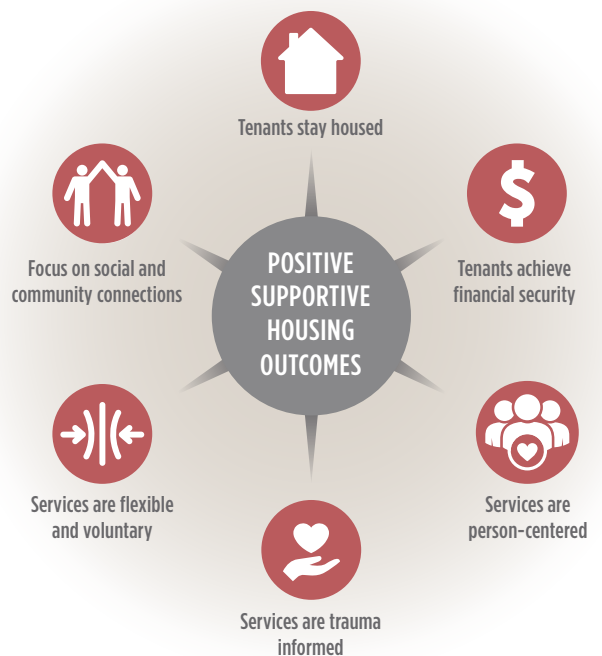 Tenants stay housed
Focus on social and
community connections
Tenants achieve
financial security
POSITIVE
SUPPORTIVE
HOUSING
OUTCOMES
Services are flexible
and voluntary
Services are
person-centered
Services are trauma
informed